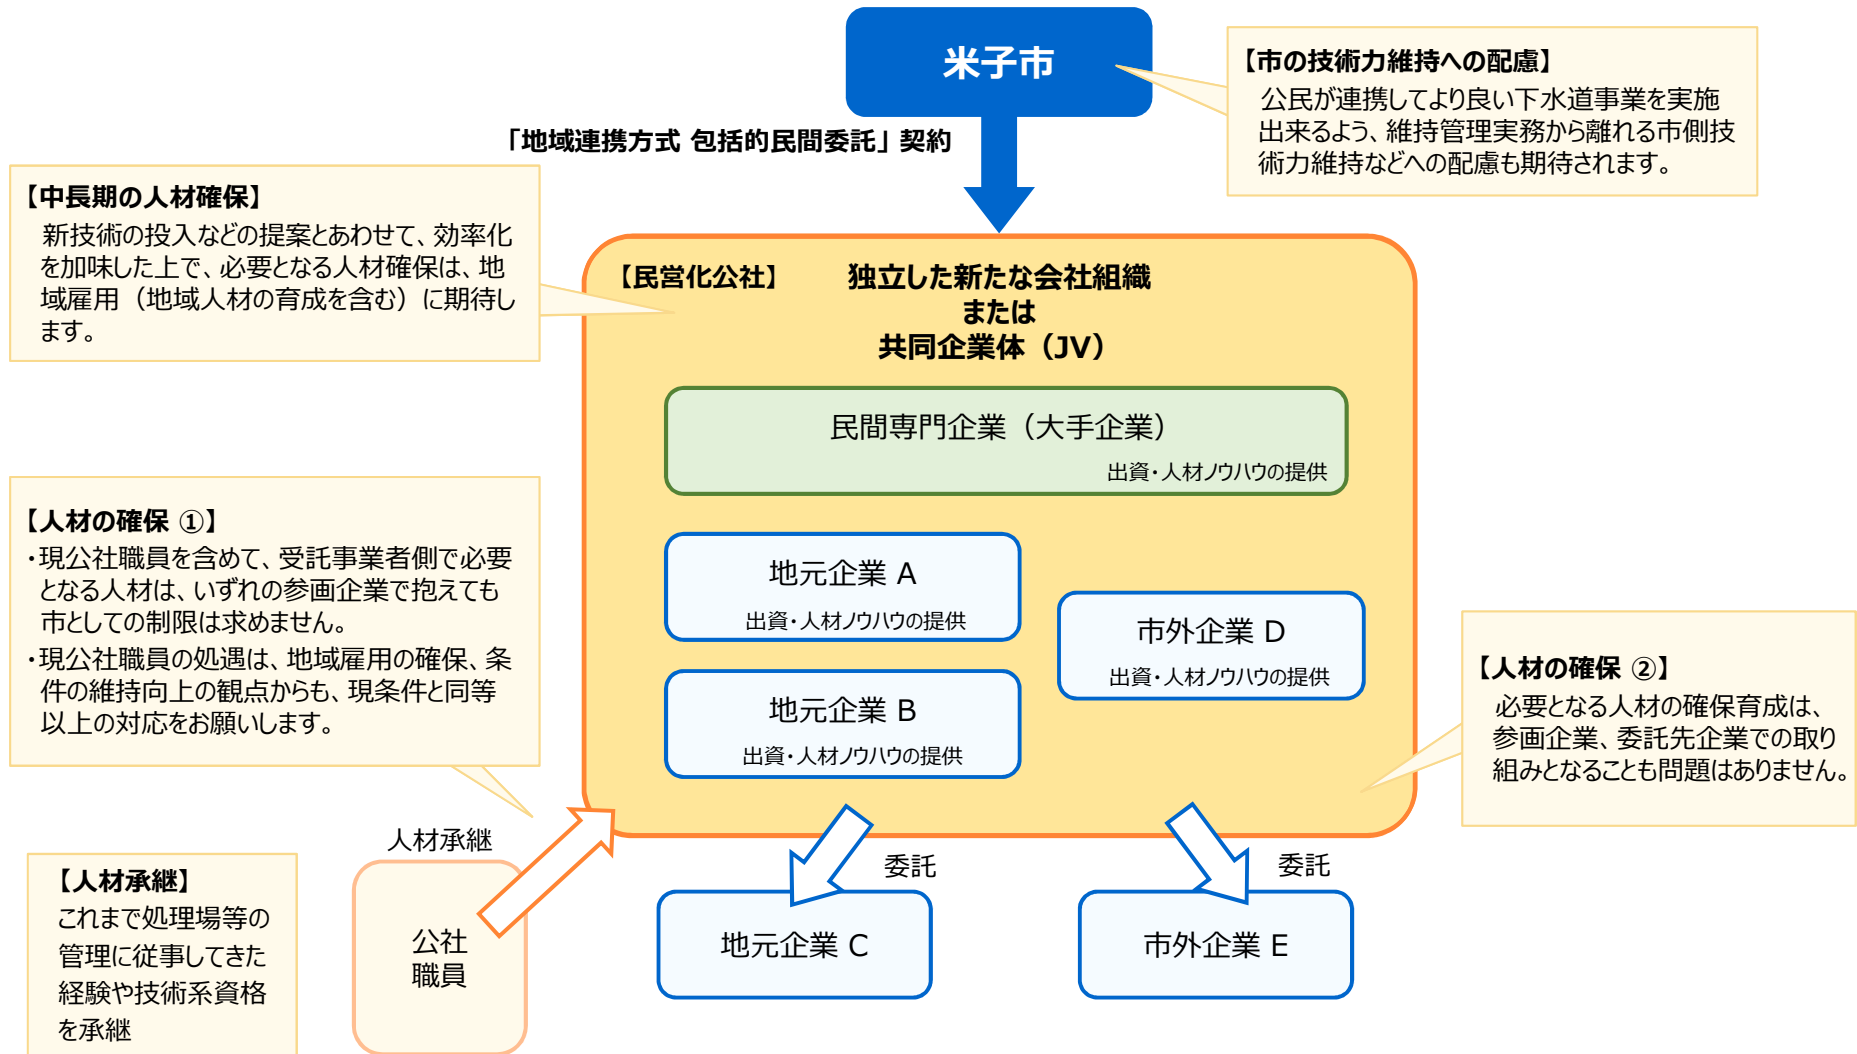 米子市
【市の技術力維持への配慮】
公民が連携してより良い下水道事業を実施
出来るよう、維持管理実務から離れる市側技
術力維持などへの配慮も期待されます。
「地域連携方式 包括的民間委託」契約
【中長期の人材確保】
新技術の投入などの提案とあわせて、効率化
を加味した上で、必要となる人材確保は、地
域雇用（地域人材の育成を含む）に期待し
ます。
【民営化公社】
独立した新たな会社組織
または
共同企業体（JV）
民間専門企業（大手企業）
出資・人材ノウハウの提供
【人材の確保 ①】
・現公社職員を含めて、受託事業者側で必要
となる人材は、いずれの参画企業で抱えても
市としての制限は求めません。
・現公社職員の処遇は、地域雇用の確保、条
件の維持向上の観点からも、現条件と同等
以上の対応をお願いします。
地元企業 A
出資・人材ノウハウの提供
地元企業 B
出資・人材ノウハウの提供
市外企業 D
出資・人材ノウハウの提供
【人材の確保 ②】
必要となる人材の確保育成は、
参画企業、委託先企業での取り
組みとなることも問題はありません。
人材承継
委託
委託
【人材承継】
これまで処理場等の
管理に従事してきた
経験や技術系資格
を承継
公社
職員
地元企業 C
市外企業 E